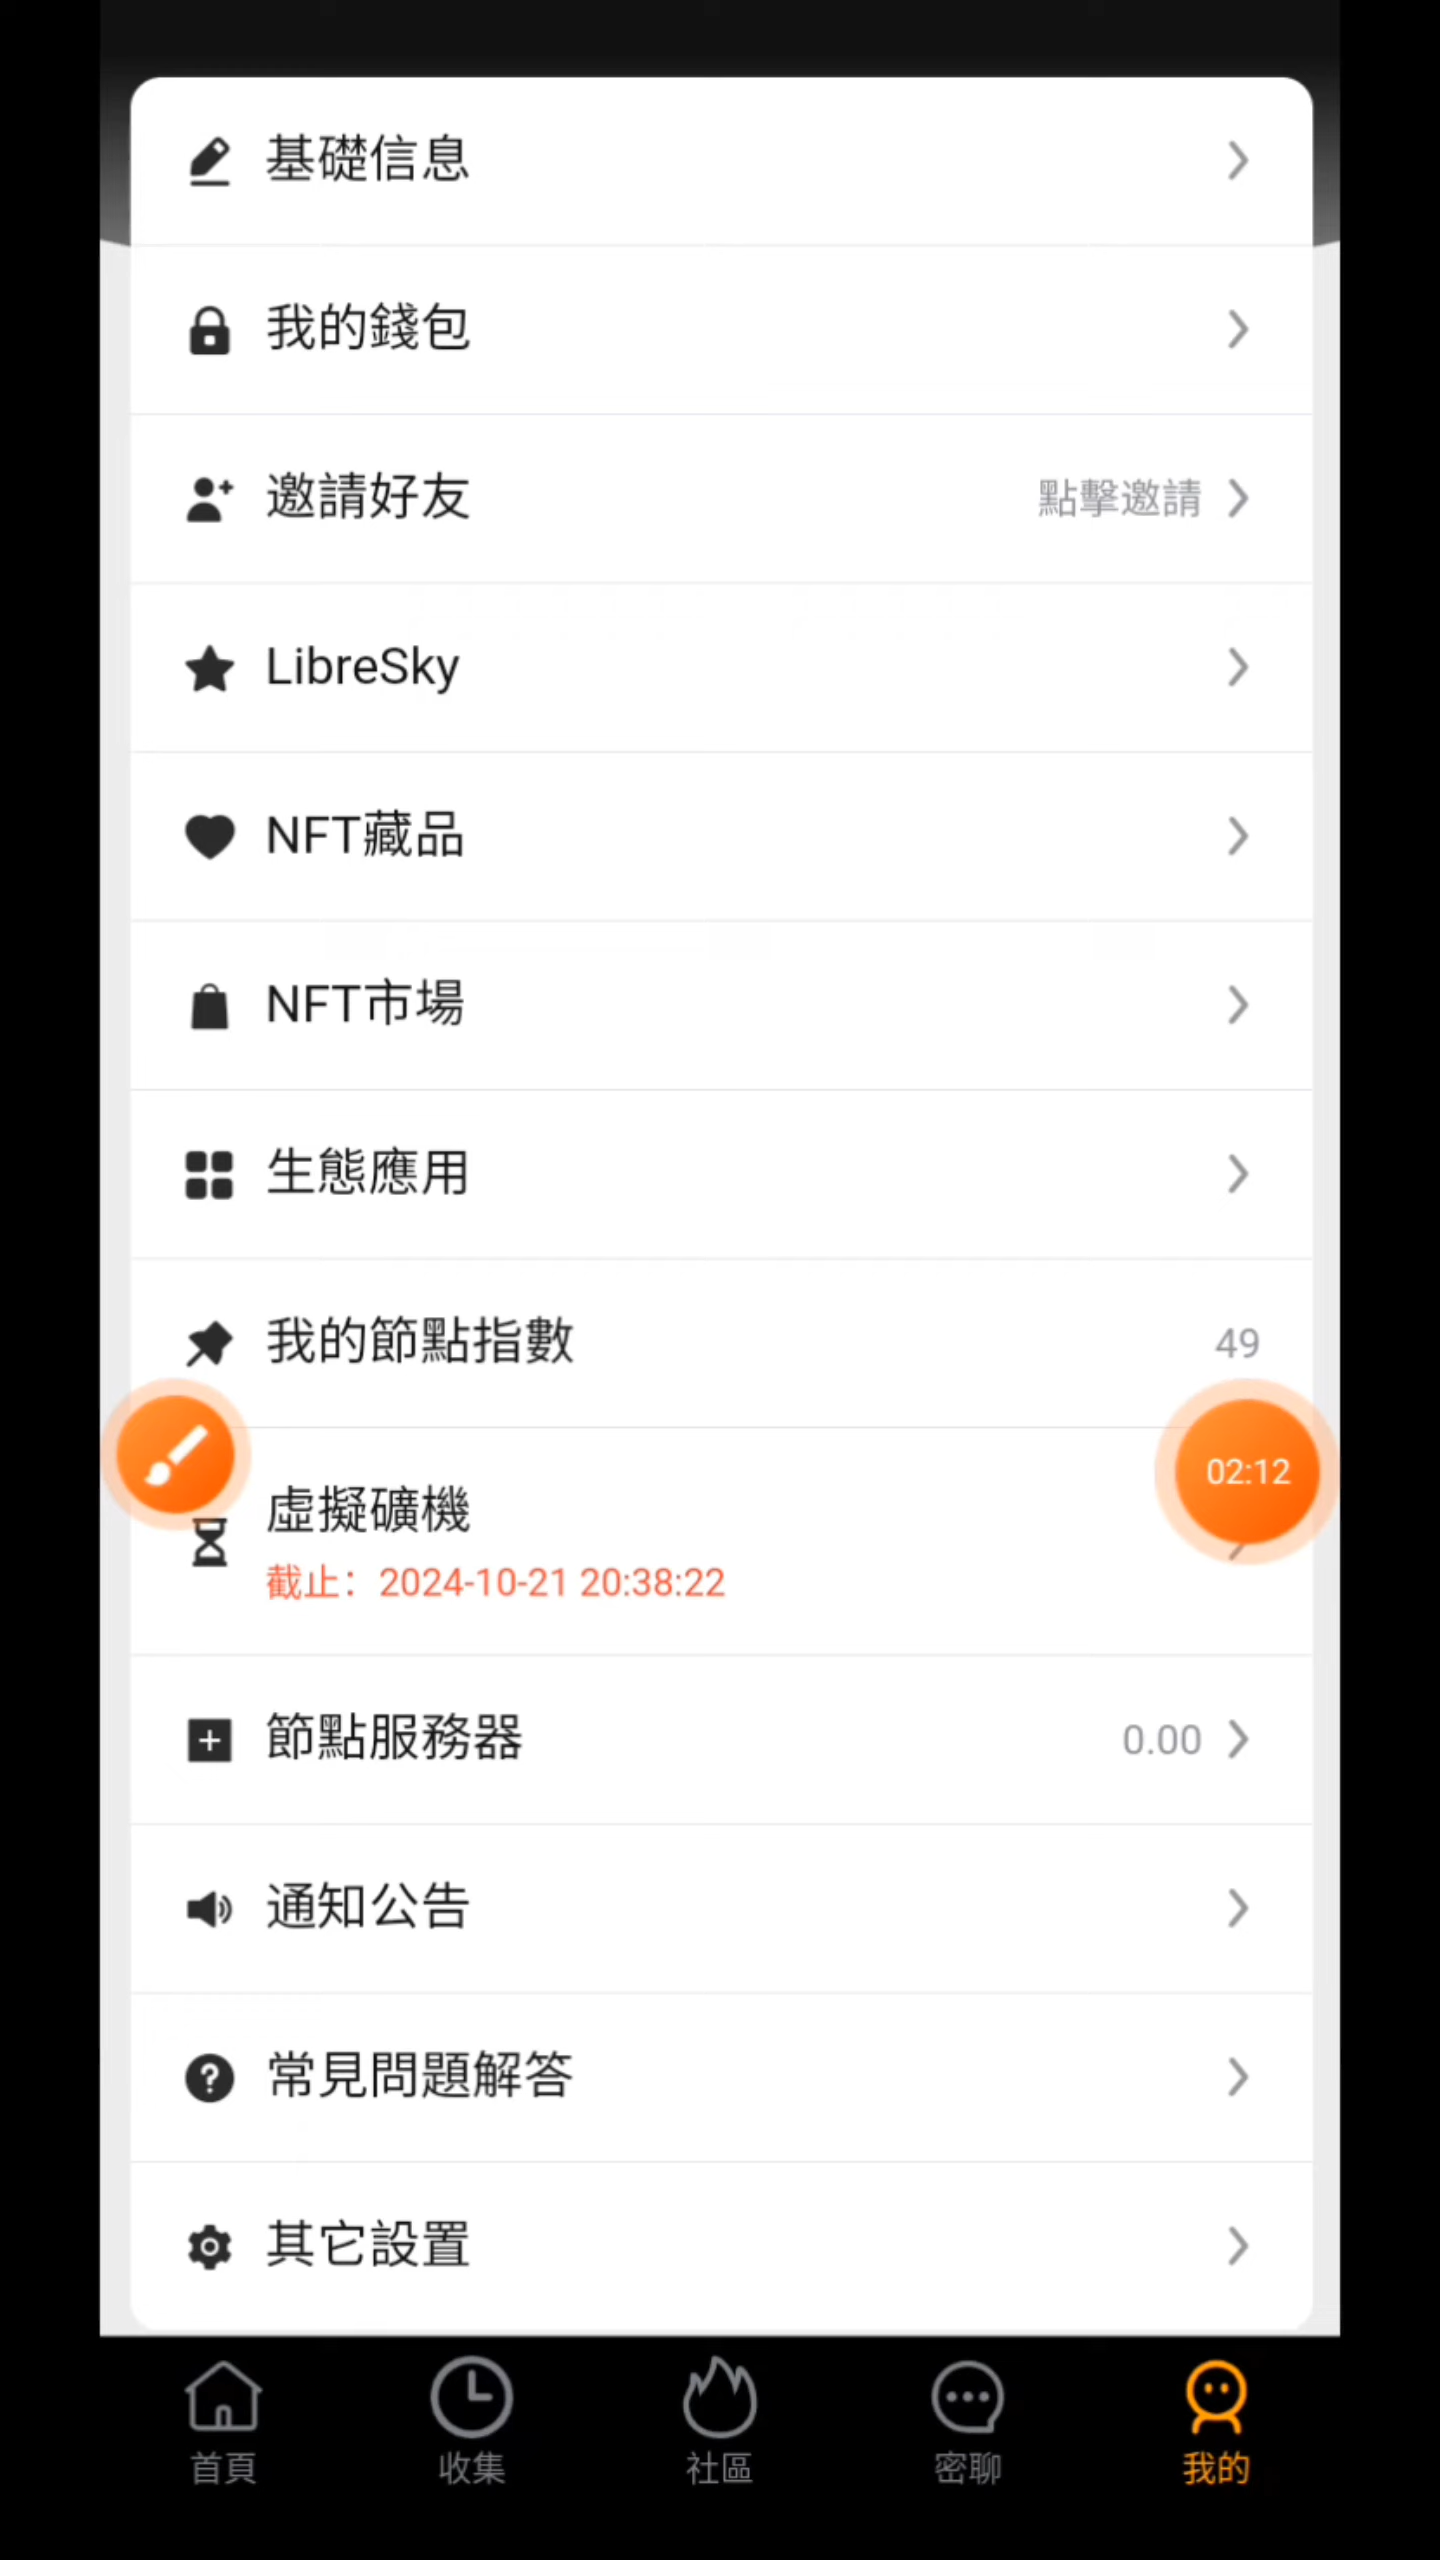 基礎信息
我的錢包
邀請好友
點擊邀請
LibreSky
NFT藏品
NFT市場
生態應用
我的節點指數
49
02:12
虛擬礦機
截止：2024-10-21 20:38:22
節點服務器
0.00
通知公告
常見問題解答
其它設置
首頁
收集
社區
密聊
我的